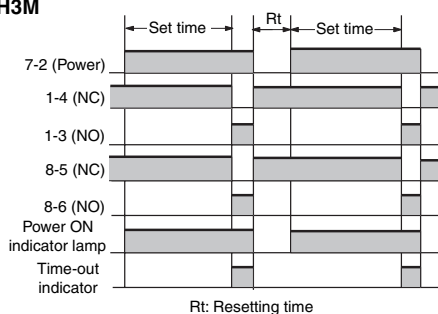 H3M
Set time
Rt
Set time
7-2 (Power)
1-4 (NC)
1-3 (NO)
8-5 (NC)
8-6 (NO)
Power ON
indicator lamp
Time-out
indicator
Rt: Resetting time